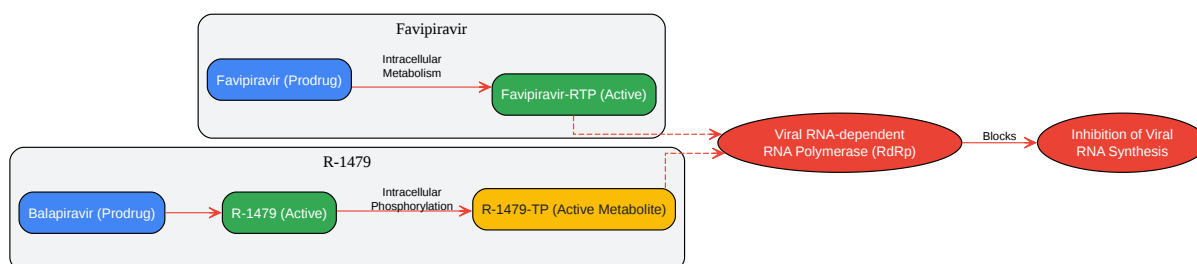 Favipiravir
Favipiravir (Prodrug)
Intracellular
Metabolism
Favipiravir-RTP (Active)
R-1479
Balapiravir (Prodrug)
R-1479 (Active)
Intracellular
Phosphorylation
R-1479-TP (Active Metabolite)
Viral RNA-dependent
RNA Polymerase (RdRp)
Blocks
Inhibition of Viral
RNA Synthesis